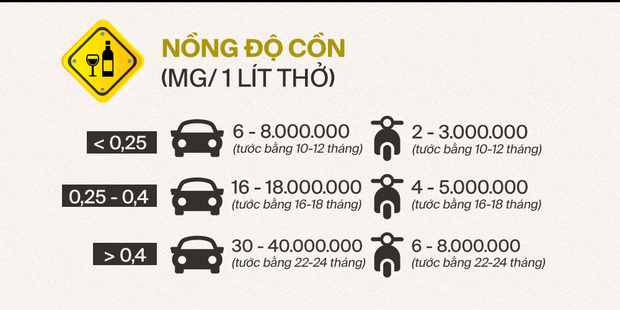 NỒNG ĐỘ CỒN
(MG/ 1 LÍT THỞ)
< 0,25
6 - 8.000.000
(tước bằng 10-12 tháng)
2 - 3.000.000
(tước bằng 10-12 tháng)
0,25 - 0,4
16 - 18.000.000
(tước bằng 16-18 tháng)
4 - 5.000.000
(tước bằng 16-18 tháng)
> 0,4
30 - 40.000.000
(tước bằng 22-24 tháng)
6 - 8.000.000
(tước bằng 22-24 tháng)